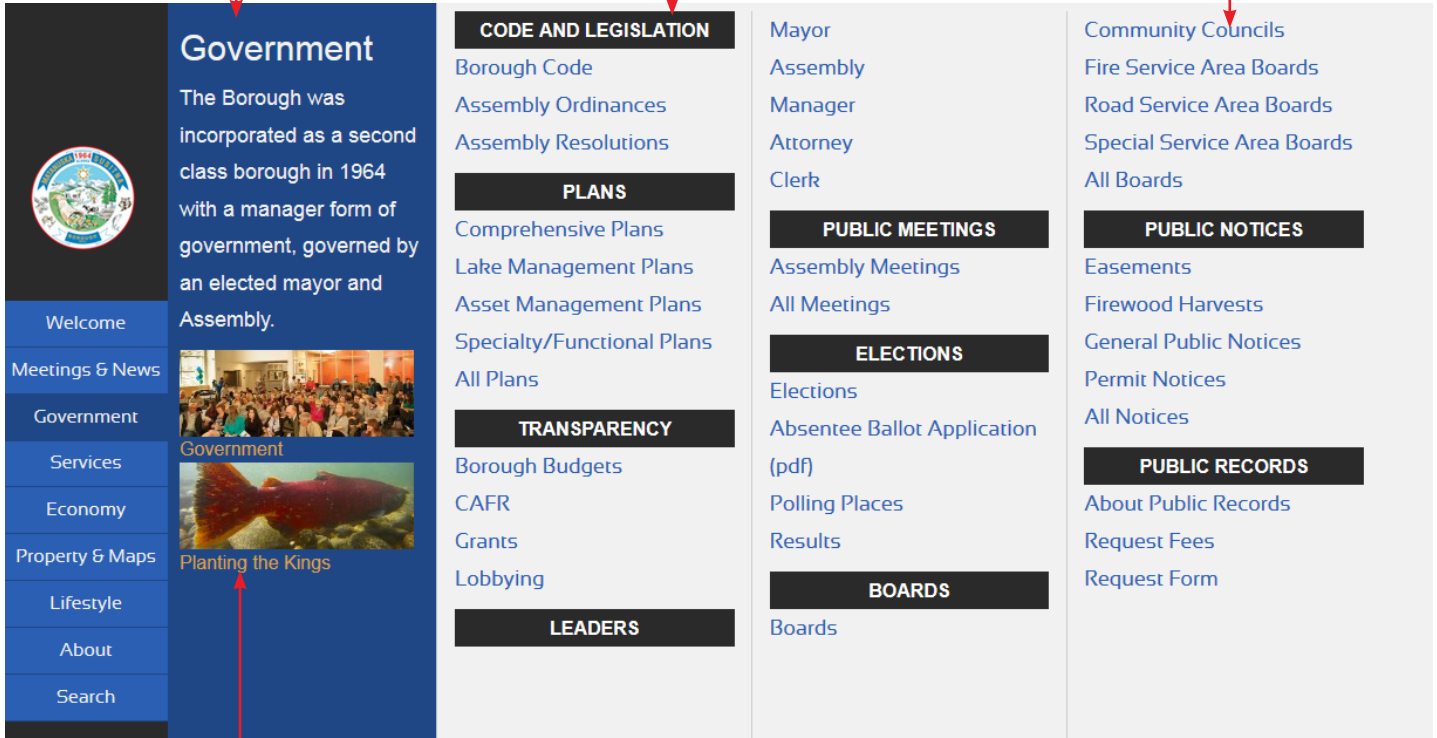 1964
Welcome
Meetings & News
Government
Services
Economy
Property & Maps
Lifestyle
About
Search
Government
The Borough was
incorporated as a second
class borough in 1964
with a manager form of
government, governed by
an elected mayor and
Assembly.
Government
Planting the Kings
CODE AND LEGISLATION
Borough Code
Assembly Ordinances
Assembly Resolutions
PLANS
Comprehensive Plans
Lake Management Plans
Asset Management Plans
Specialty/Functional Plans
All Plans
TRANSPARENCY
Borough Budgets
CAFR
Grants
Lobbying
LEADERS
Mayor
Assembly
Manager
Attorney
Clerk
PUBLIC MEETINGS
Assembly Meetings
All Meetings
ELECTIONS
Elections
Absentee Ballot Application
(pdf)
Polling Places
Results
BOARDS
Boards
Community Councils
Fire Service Area Boards
Road Service Area Boards
Special Service Area Boards
All Boards
PUBLIC NOTICES
Easements
Firewood Harvests
General Public Notices
Permit Notices
All Notices
PUBLIC RECORDS
About Public Records
Request Fees
Request Form